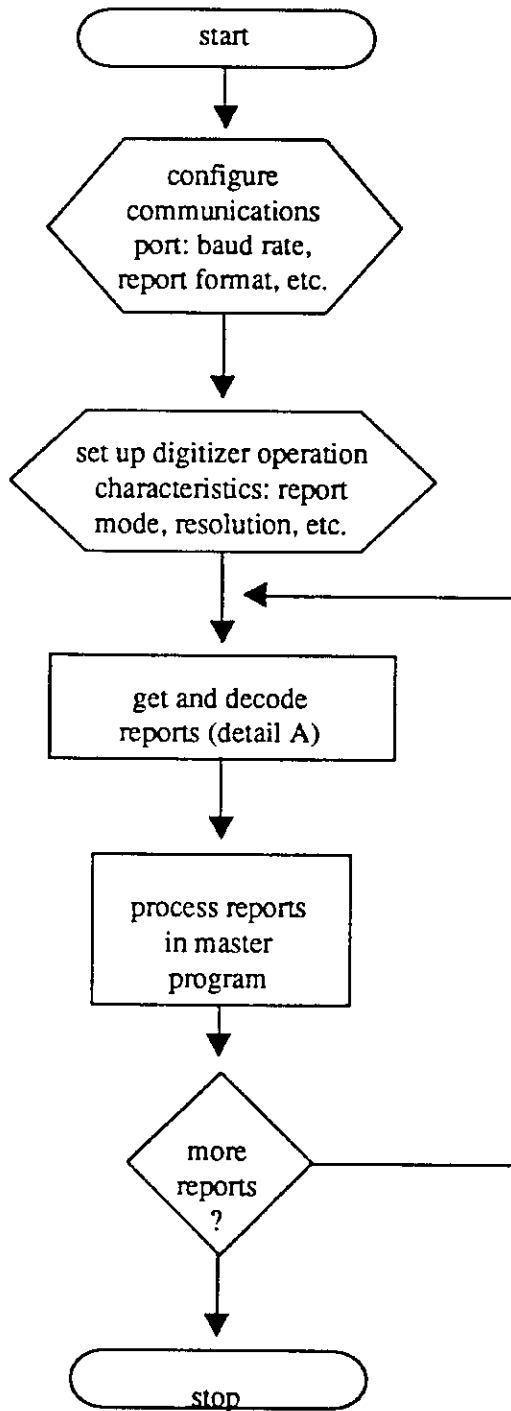 start
configure
communications
port: baud rate,
report format, etc.
set up digitizer operation
characteristics: report
mode, resolution, etc.
get and decode
reports (detail A)
process reports
in master
program
more
reports
?
stop